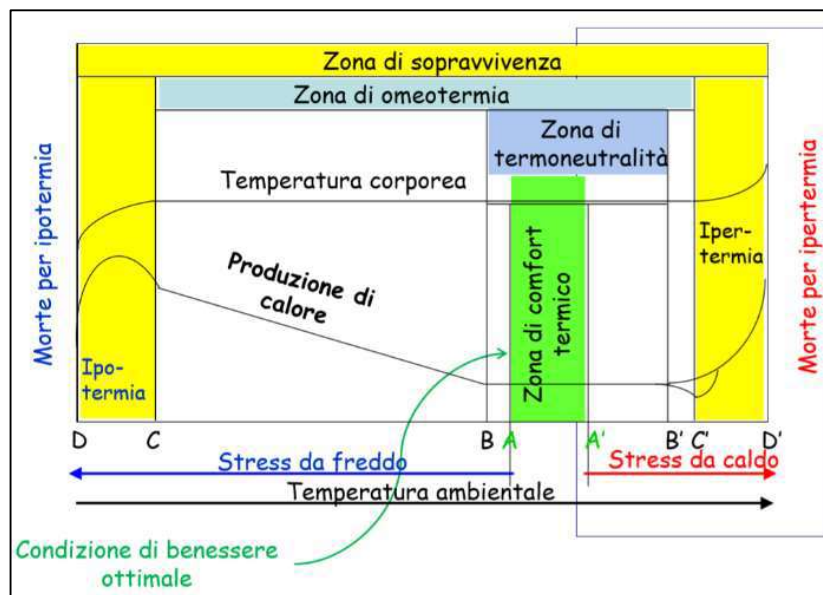 Zona di sopravvivenza
Zona di omeotermia
Zona di
termoneutralità
Temperatura corporea
Morte per ipotermia
Produzione di
calore
Zona di comfort
termico
Iper-
termia
Morte per ipertermia
Ipo-
termia
D C B A A' B' C' D'
Stress da freddo
Stress da caldo
Temperatura ambientale
Condizione di benessere
ottimale